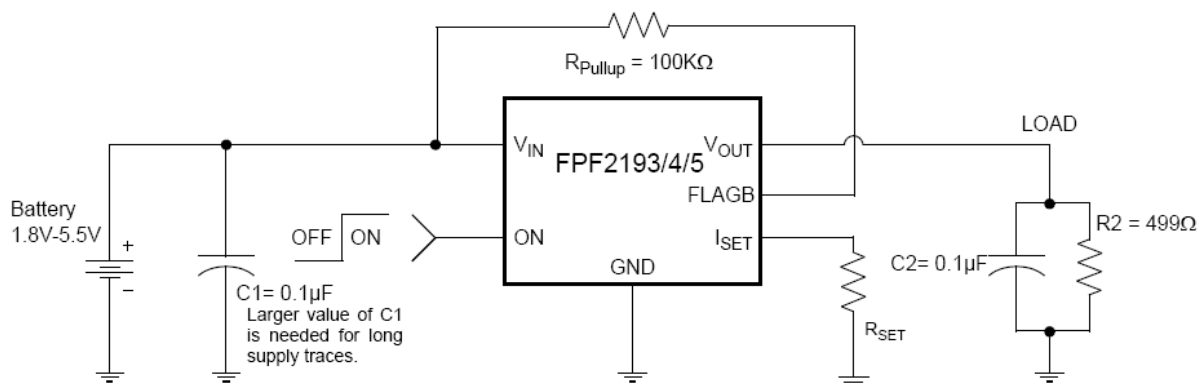 R_Pullup = 100KΩ
V_IN
FPF2193/4/5
V_OUT
LOAD
FLAGB
Battery
1.8V-5.5V
+
–
OFF
ON
ON
I_SET
GND
C1= 0.1μF
Larger value of C1
is needed for long
supply traces.
R_SET
C2= 0.1μF
R2 = 499Ω